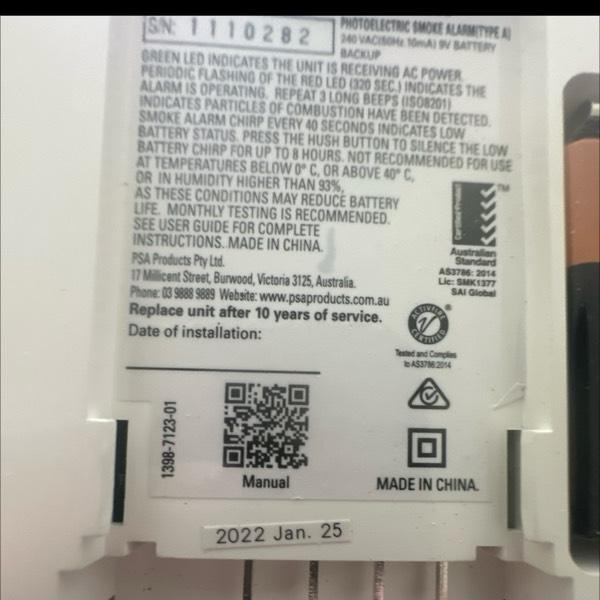 S/N: 1110282
PHOTOELECTRIC SMOKE ALARM(TYPE A)
240 VAC(50Hz 10mA) 9V BATTERY
BACKUP
GREEN LED INDICATES THE UNIT IS RECEIVING AC POWER.
PERIODIC FLASHING OF THE RED LED (320 SEC.) INDICATES THE
ALARM IS OPERATING. REPEAT 3 LONG BEEPS (ISO8201)
INDICATES PARTICLES OF COMBUSTION HAVE BEEN DETECTED.
SMOKE ALARM CHIRP EVERY 40 SECONDS INDICATES LOW
BATTERY STATUS. PRESS THE HUSH BUTTON TO SILENCE THE LOW
BATTERY CHIRP FOR UP TO 8 HOURS. NOT RECOMMENDED FOR USE
AT TEMPERATURES BELOW 0° C, OR ABOVE 40° C,
OR IN HUMIDITY HIGHER THAN 93%,
AS THESE CONDITIONS MAY REDUCE BATTERY
LIFE. MONTHLY TESTING IS RECOMMENDED.
SEE USER GUIDE FOR COMPLETE
INSTRUCTIONS. MADE IN CHINA.
PSA Products Pty Ltd.
17 Millicent Street, Burwood, Victoria 3125, Australia.
Phone: 03 9888 9889 Website: www.psaproducts.com.au
Replace unit after 10 years of service.
Date of installation:
Certified Product
TM
Australian
Standard
AS3786: 2014
Lic: SMK1377
SAI Global
ACTIVFIRE
CERTIFIED
®
Tested and Complies
to AS3786:2014
1398-7123-01
Manual
MADE IN CHINA.
2022 Jan. 25